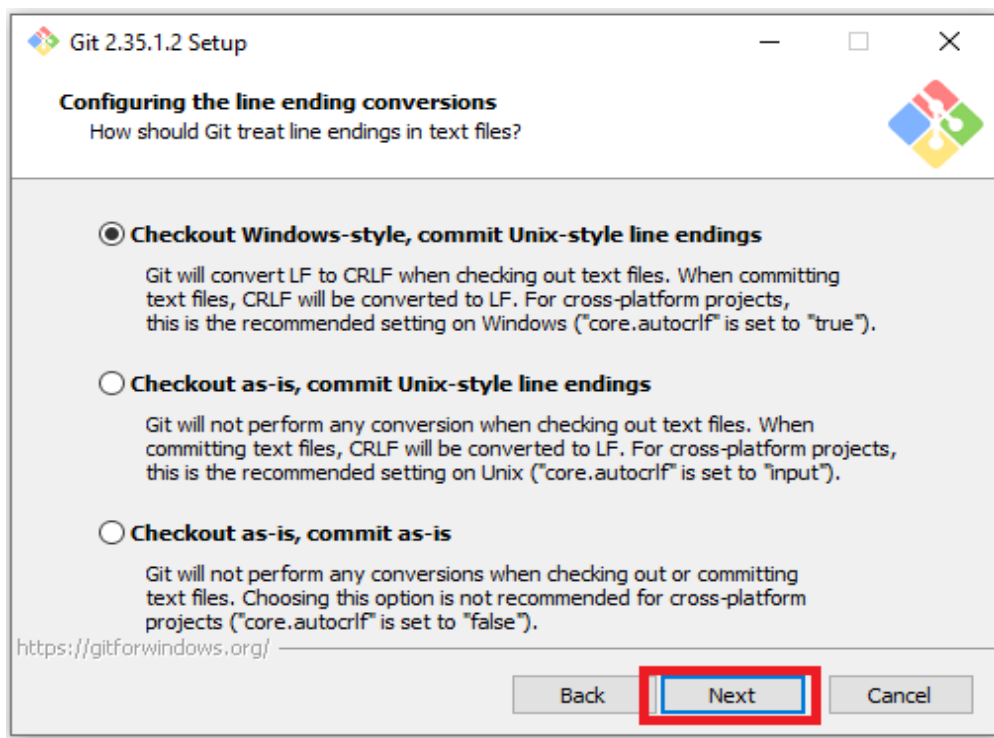 Git 2.35.1.2 Setup
Configuring the line ending conversions
How should Git treat line endings in text files?
Checkout Windows-style, commit Unix-style line endings
Git will convert LF to CRLF when checking out text files. When committing
text files, CRLF will be converted to LF. For cross-platform projects,
this is the recommended setting on Windows ("core.autocrlf" is set to "true").
Checkout as-is, commit Unix-style line endings
Git will not perform any conversion when checking out text files. When
committing text files, CRLF will be converted to LF. For cross-platform projects,
this is the recommended setting on Unix ("core.autocrlf" is set to "input").
Checkout as-is, commit as-is
Git will not perform any conversions when checking out or committing
text files. Choosing this option is not recommended for cross-platform
projects ("core.autocrlf" is set to "false").
https://gitforwindows.org/
Back Next Cancel